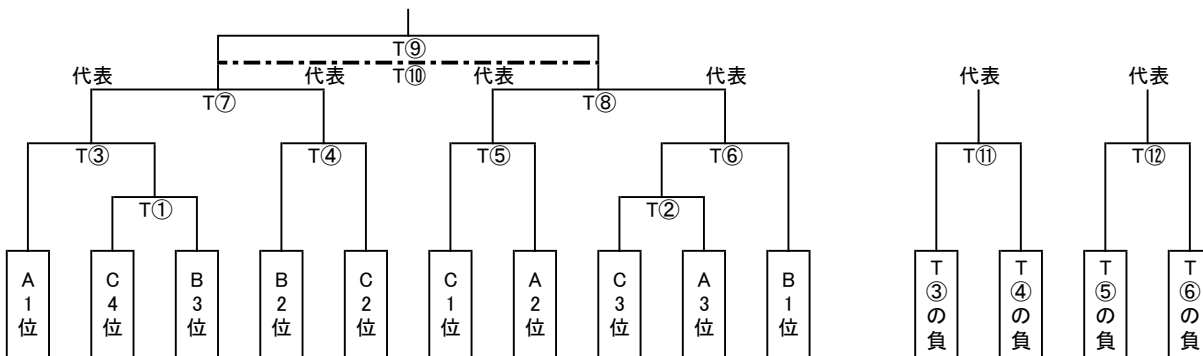 T⑨
代表 代表 T⑩ 代表 代表 代表 代表
T⑦ T⑧
T③ T④ T⑤ T⑥ T⑪ T⑫
T① T②
A1位
C4位
B3位
B2位
C2位
C1位
A2位
C3位
A3位
B1位
T③の負
T④の負
T⑤の負
T⑥の負